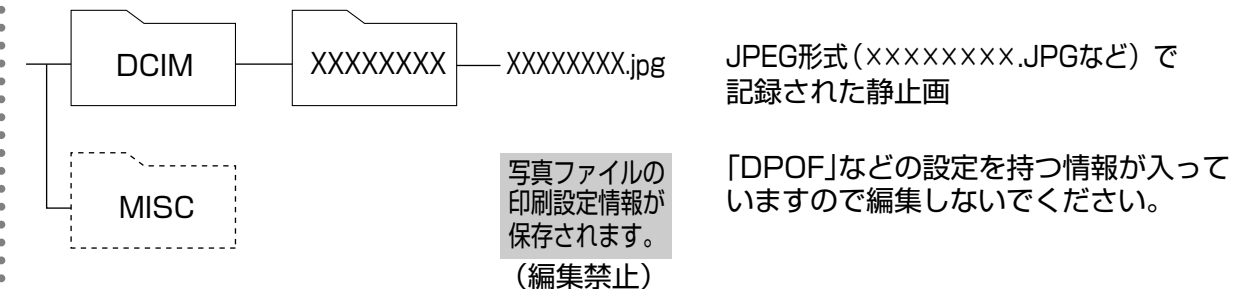 DCIM
XXXXXXXX
XXXXXXXX.jpg
JPEG形式（××××××××.JPGなど）で
記録された静止画
MISC
写真ファイルの
印刷設定情報が
保存されます。
（編集禁止）
「DPOF」などの設定を持つ情報が入って
いますので編集しないでください。